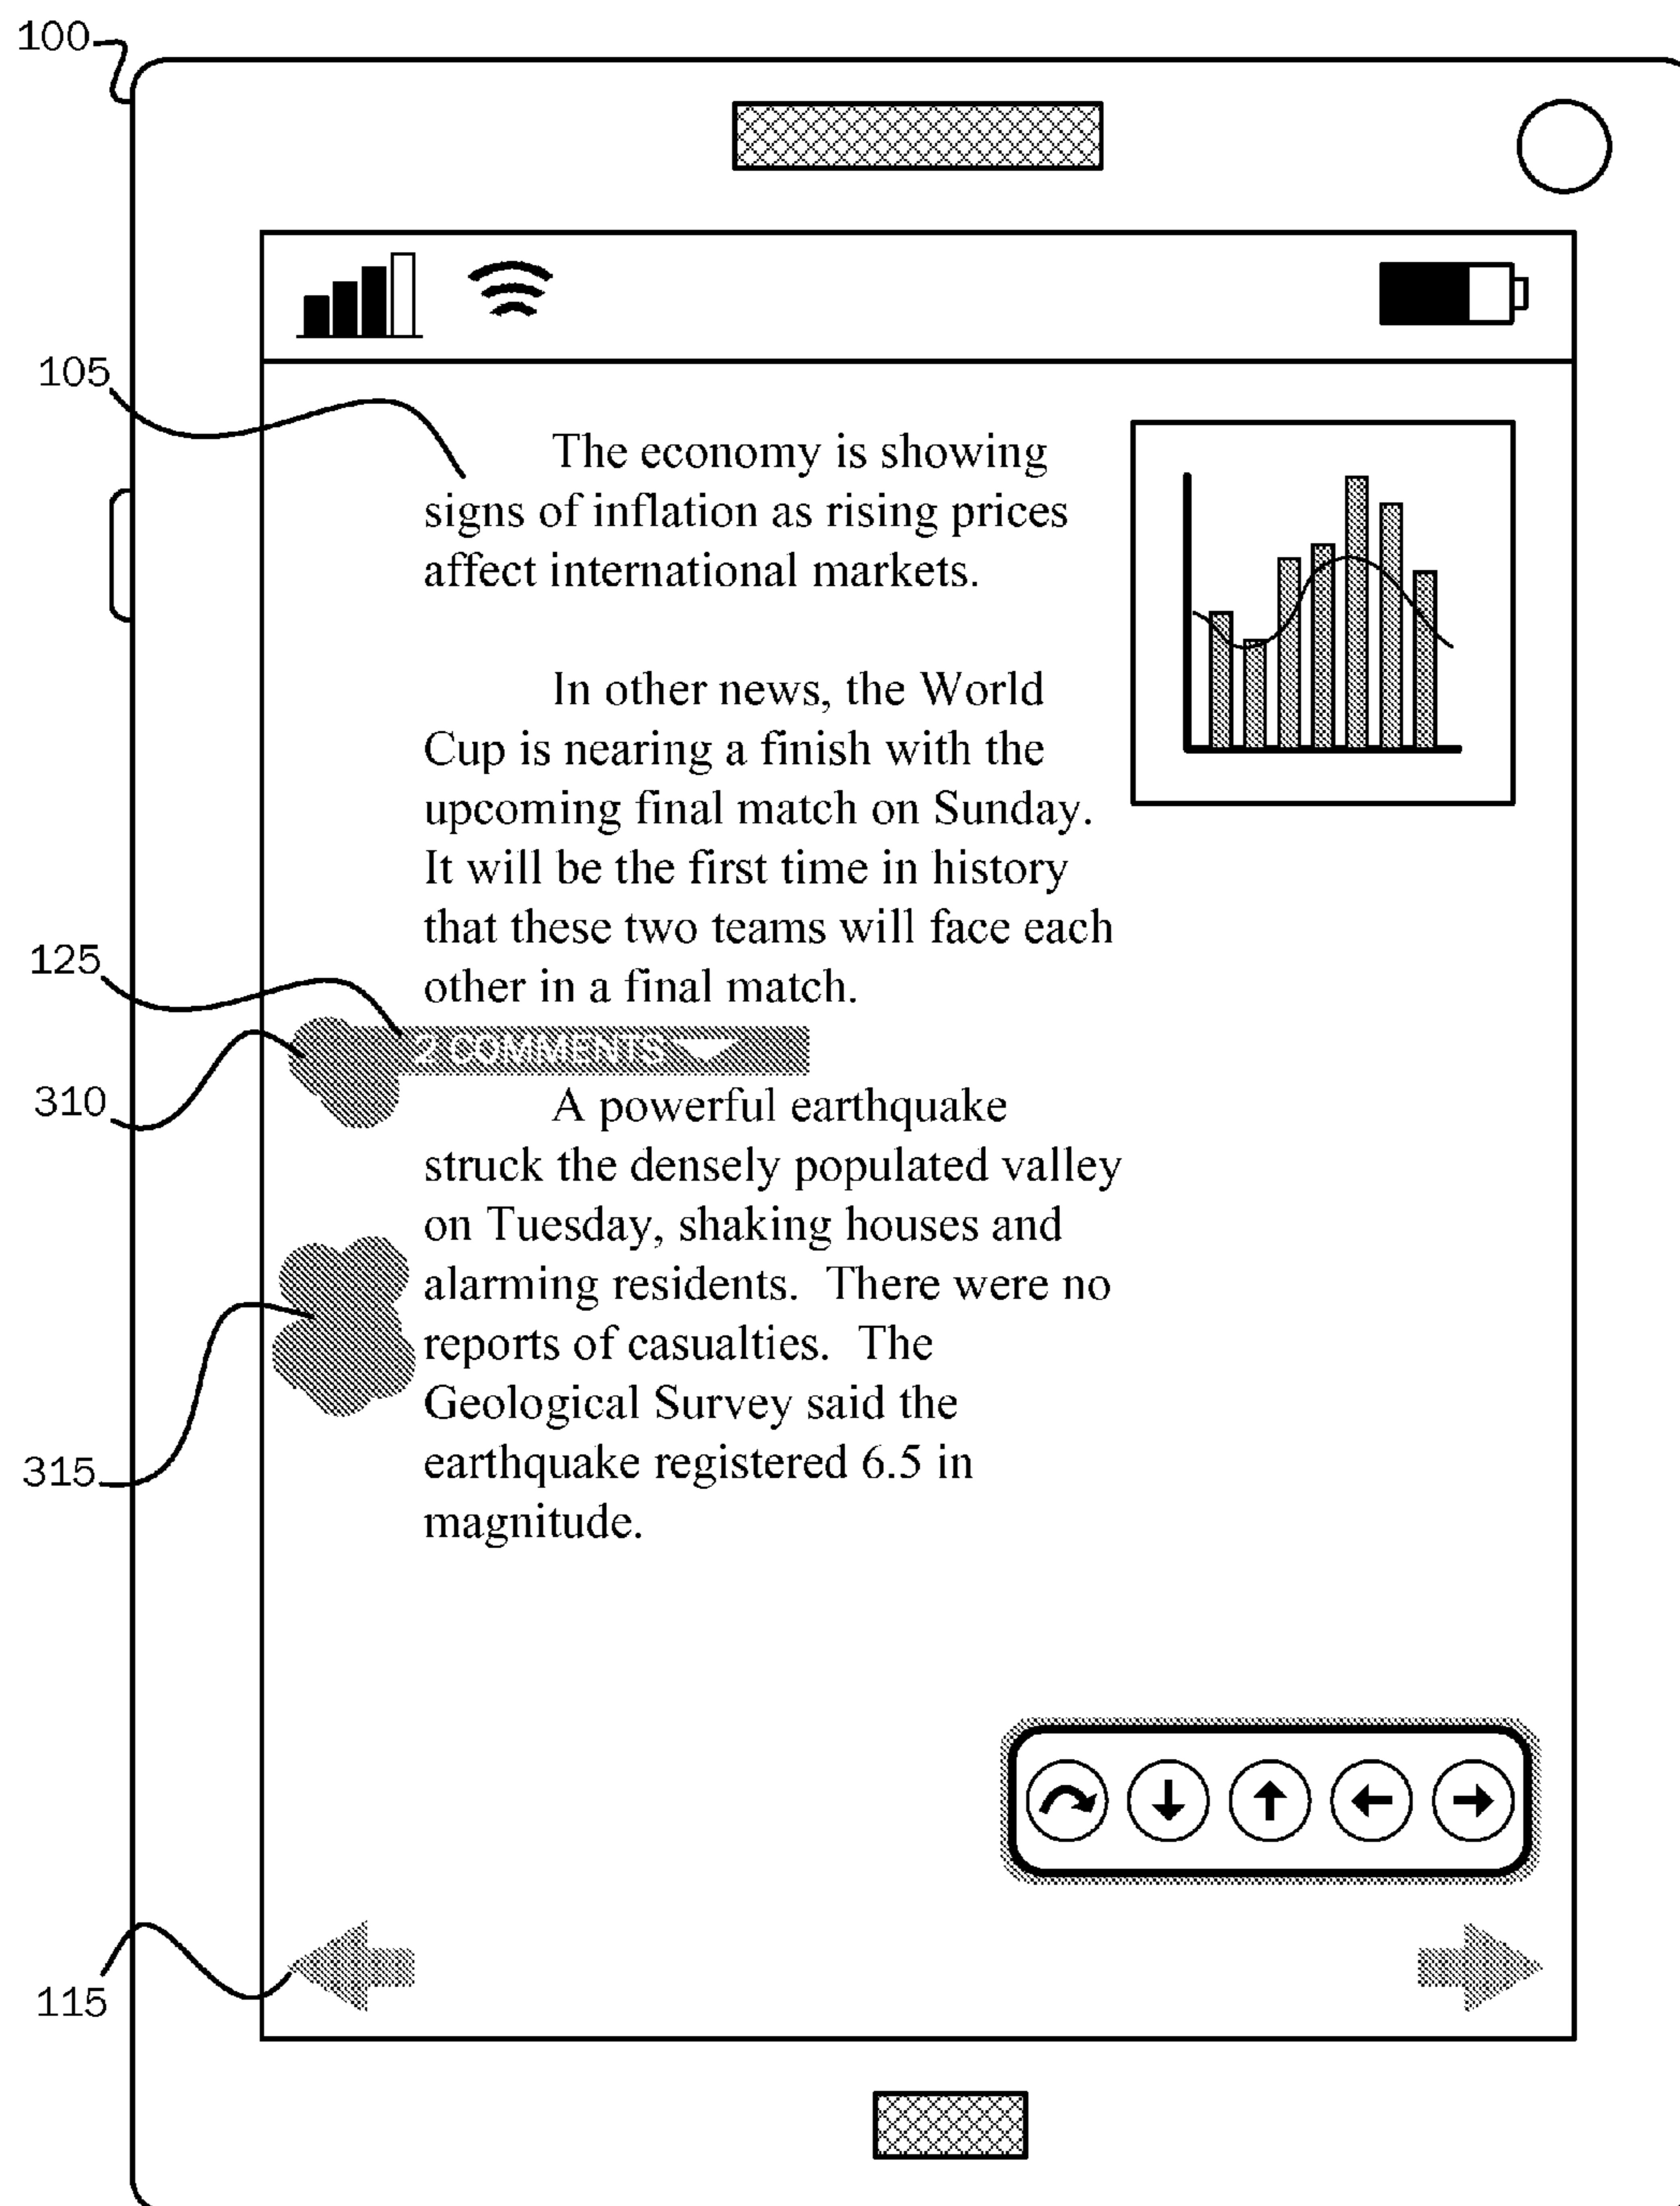 100
105
The economy is showing
signs of inflation as rising prices
affect international markets.
In other news, the World
Cup is nearing a finish with the
upcoming final match on Sunday.
It will be the first time in history
that these two teams will face each
other in a final match.
125
2 COMMENTS
310
A powerful earthquake
struck the densely populated valley
on Tuesday, shaking houses and
alarming residents.  There were no
reports of casualties.  The
Geological Survey said the
earthquake registered 6.5 in
magnitude.
315
115